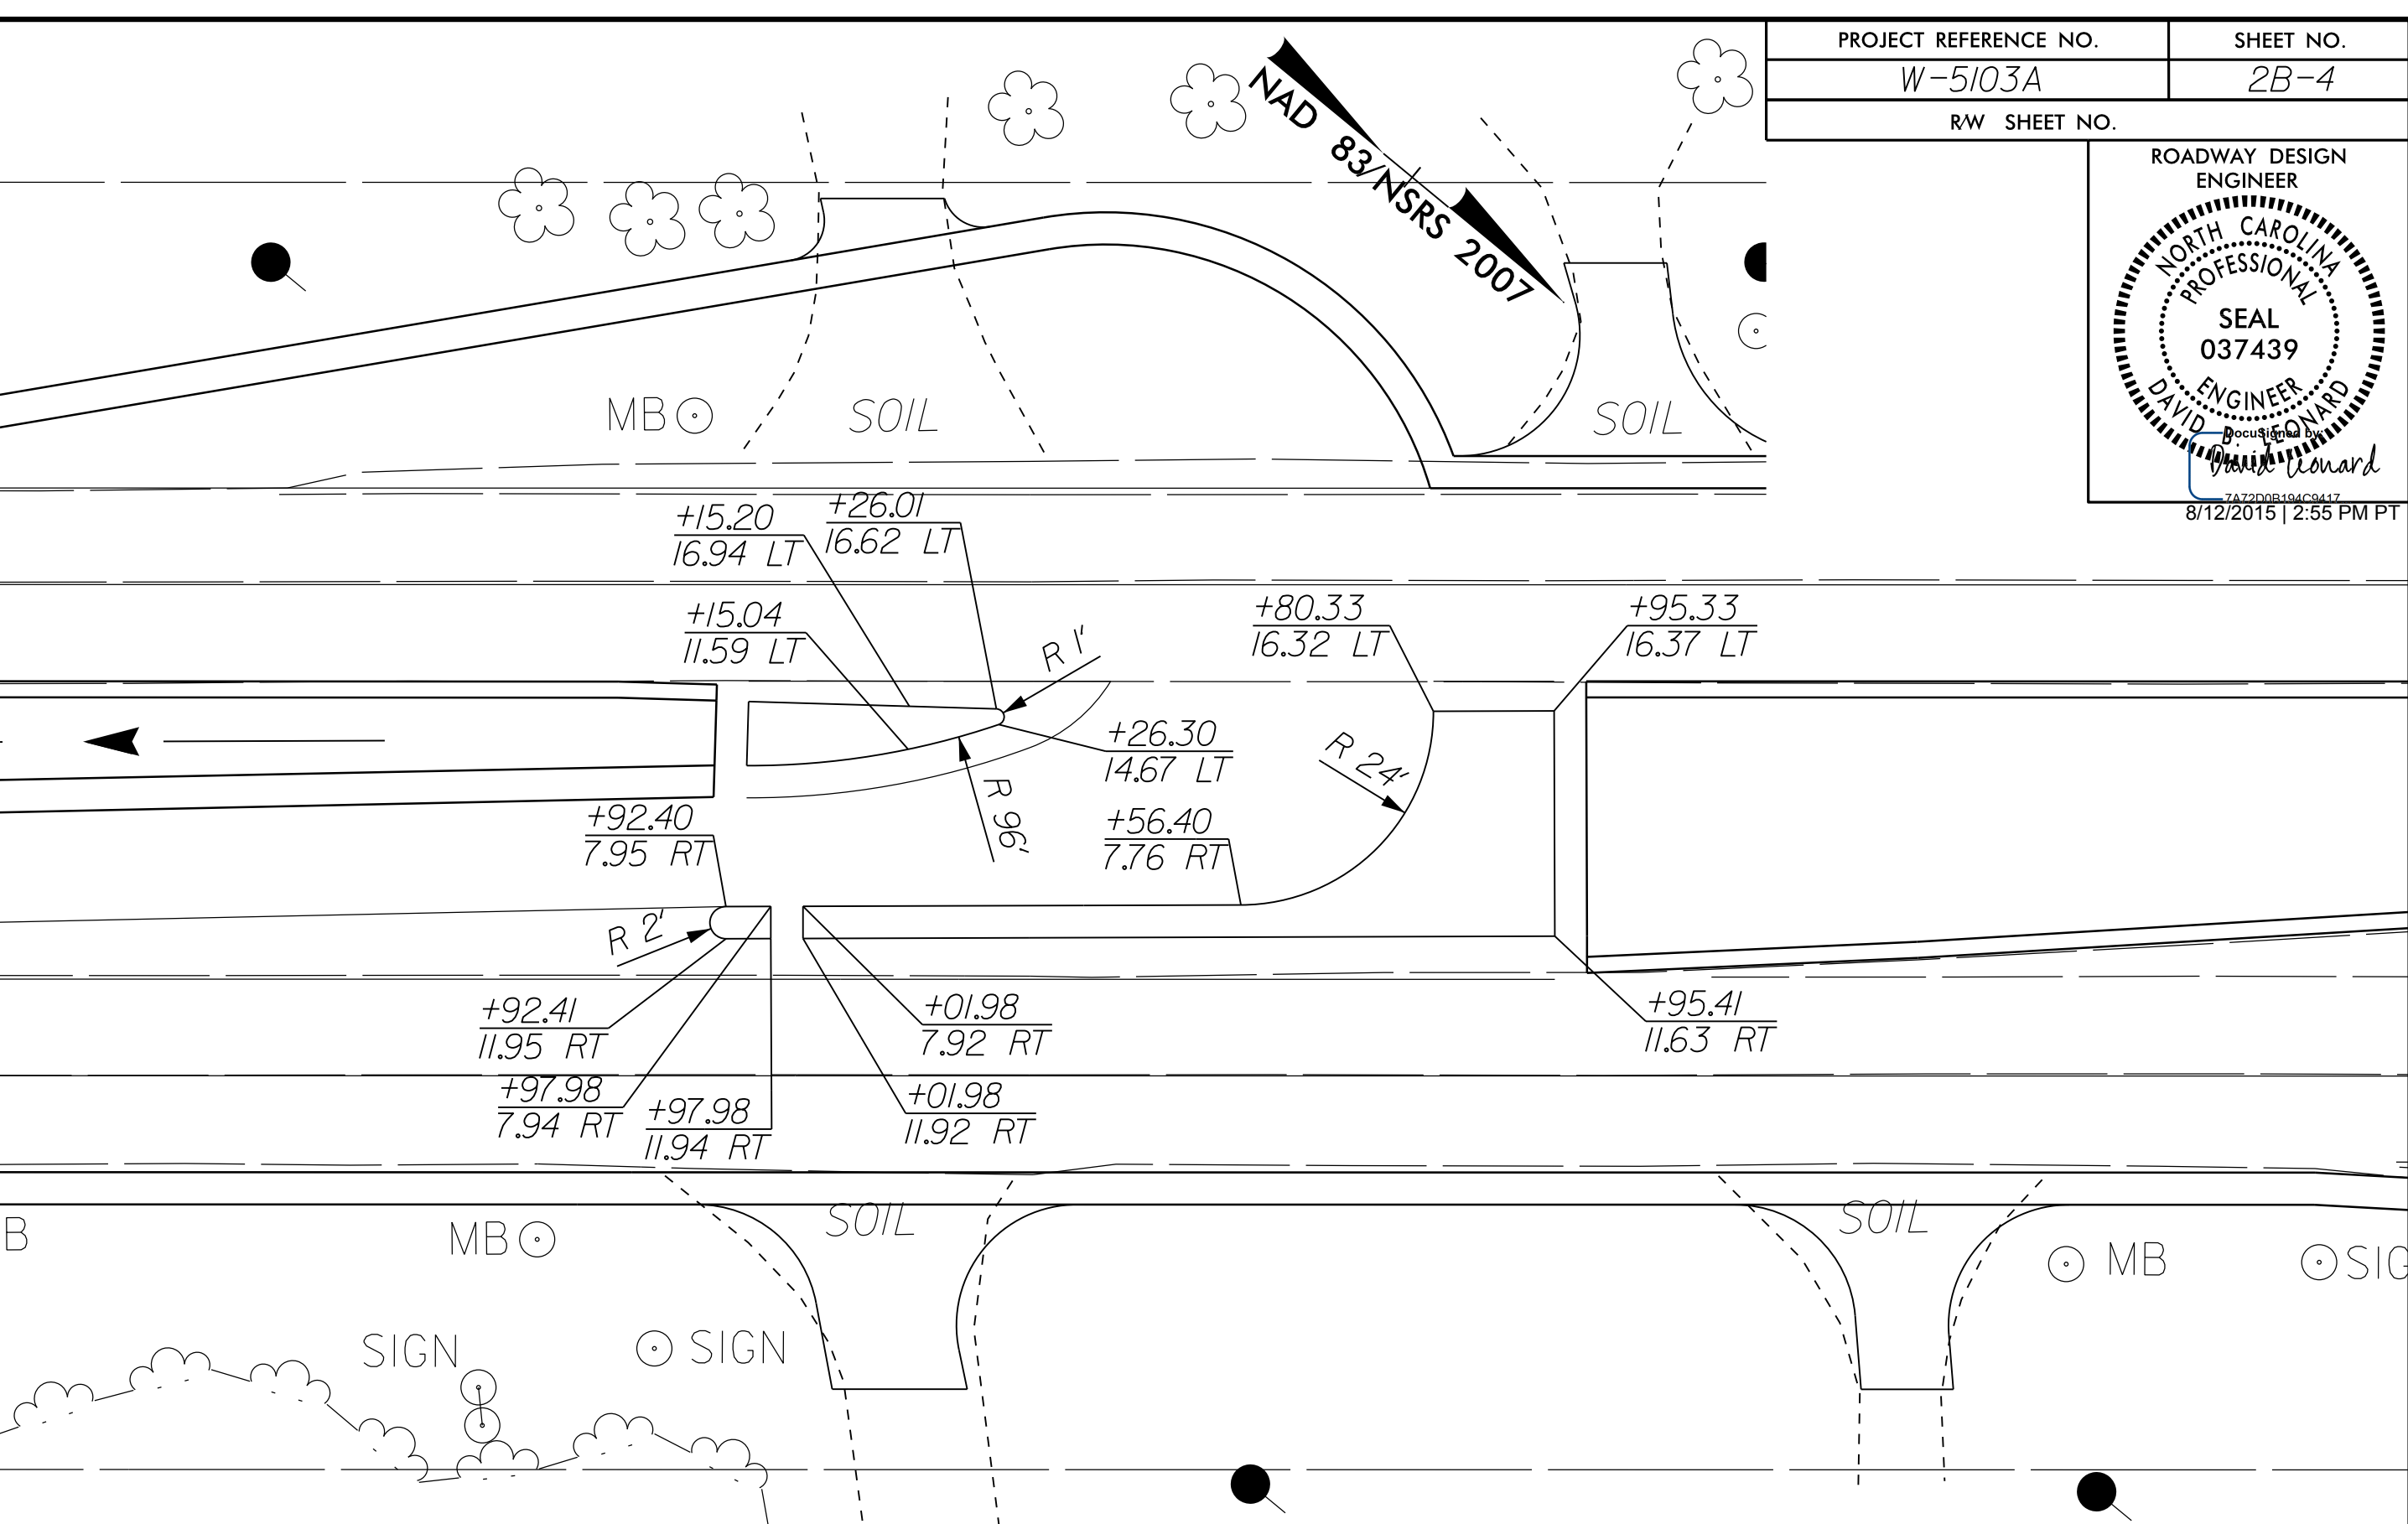 PROJECT REFERENCE NO.
SHEET NO.
W-5103A
2B-4
R/W SHEET NO.
ROADWAY DESIGN
ENGINEER
NORTH CAROLINA
PROFESSIONAL
SEAL
037439
ENGINEER
DAVID B. LEONARD
DocuSigned by:
David Leonard
7A72D0B194C9417...
8/12/2015 | 2:55 PM PT
NAD 83/NSRS 2007
MB
SOIL
SOIL
+15.20
16.94 LT
+26.01
16.62 LT
+15.04
11.59 LT
R 1'
+80.33
16.32 LT
+95.33
16.37 LT
+26.30
14.67 LT
R 24'
R 96'
+92.40
7.95 RT
+56.40
7.76 RT
R 2'
+92.41
11.95 RT
+01.98
7.92 RT
+95.41
11.63 RT
+97.98
7.94 RT
+97.98
11.94 RT
+01.98
11.92 RT
SOIL
SOIL
B
MB
MB
SIG
SIGN
SIGN